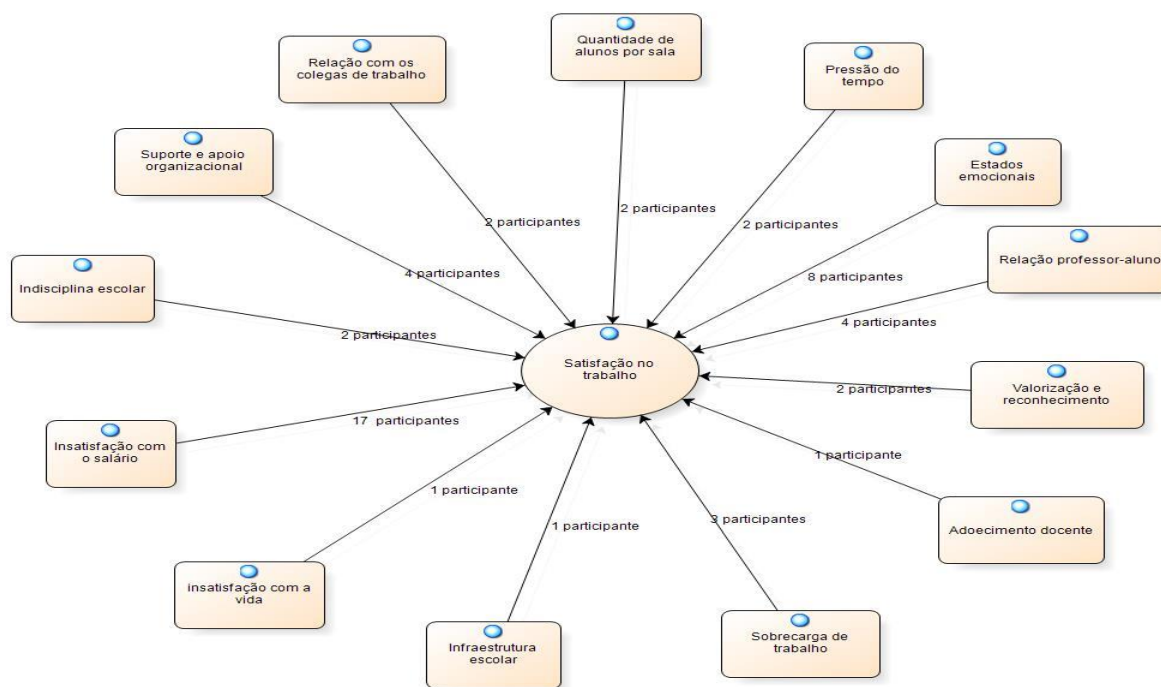 Quantidade de
alunos por sala
Relação com os
colegas de trabalho
Pressão do
tempo
Suporte e apoio
organizacional
Estados
emocionais
2 participantes
2 participantes
2 participantes
Relação professor-aluno
Indisciplina escolar
4 participantes
8 participantes
4 participantes
2 participantes
Satisfação no
trabalho
Valorização e
reconhecimento
2 participantes
Insatisfação com
o salário
17 participantes
1 participante
1 participante
Adoecimento docente
1 participante
3 participantes
insatisfação com a
vida
Infraestrutura
escolar
Sobrecarga de
trabalho